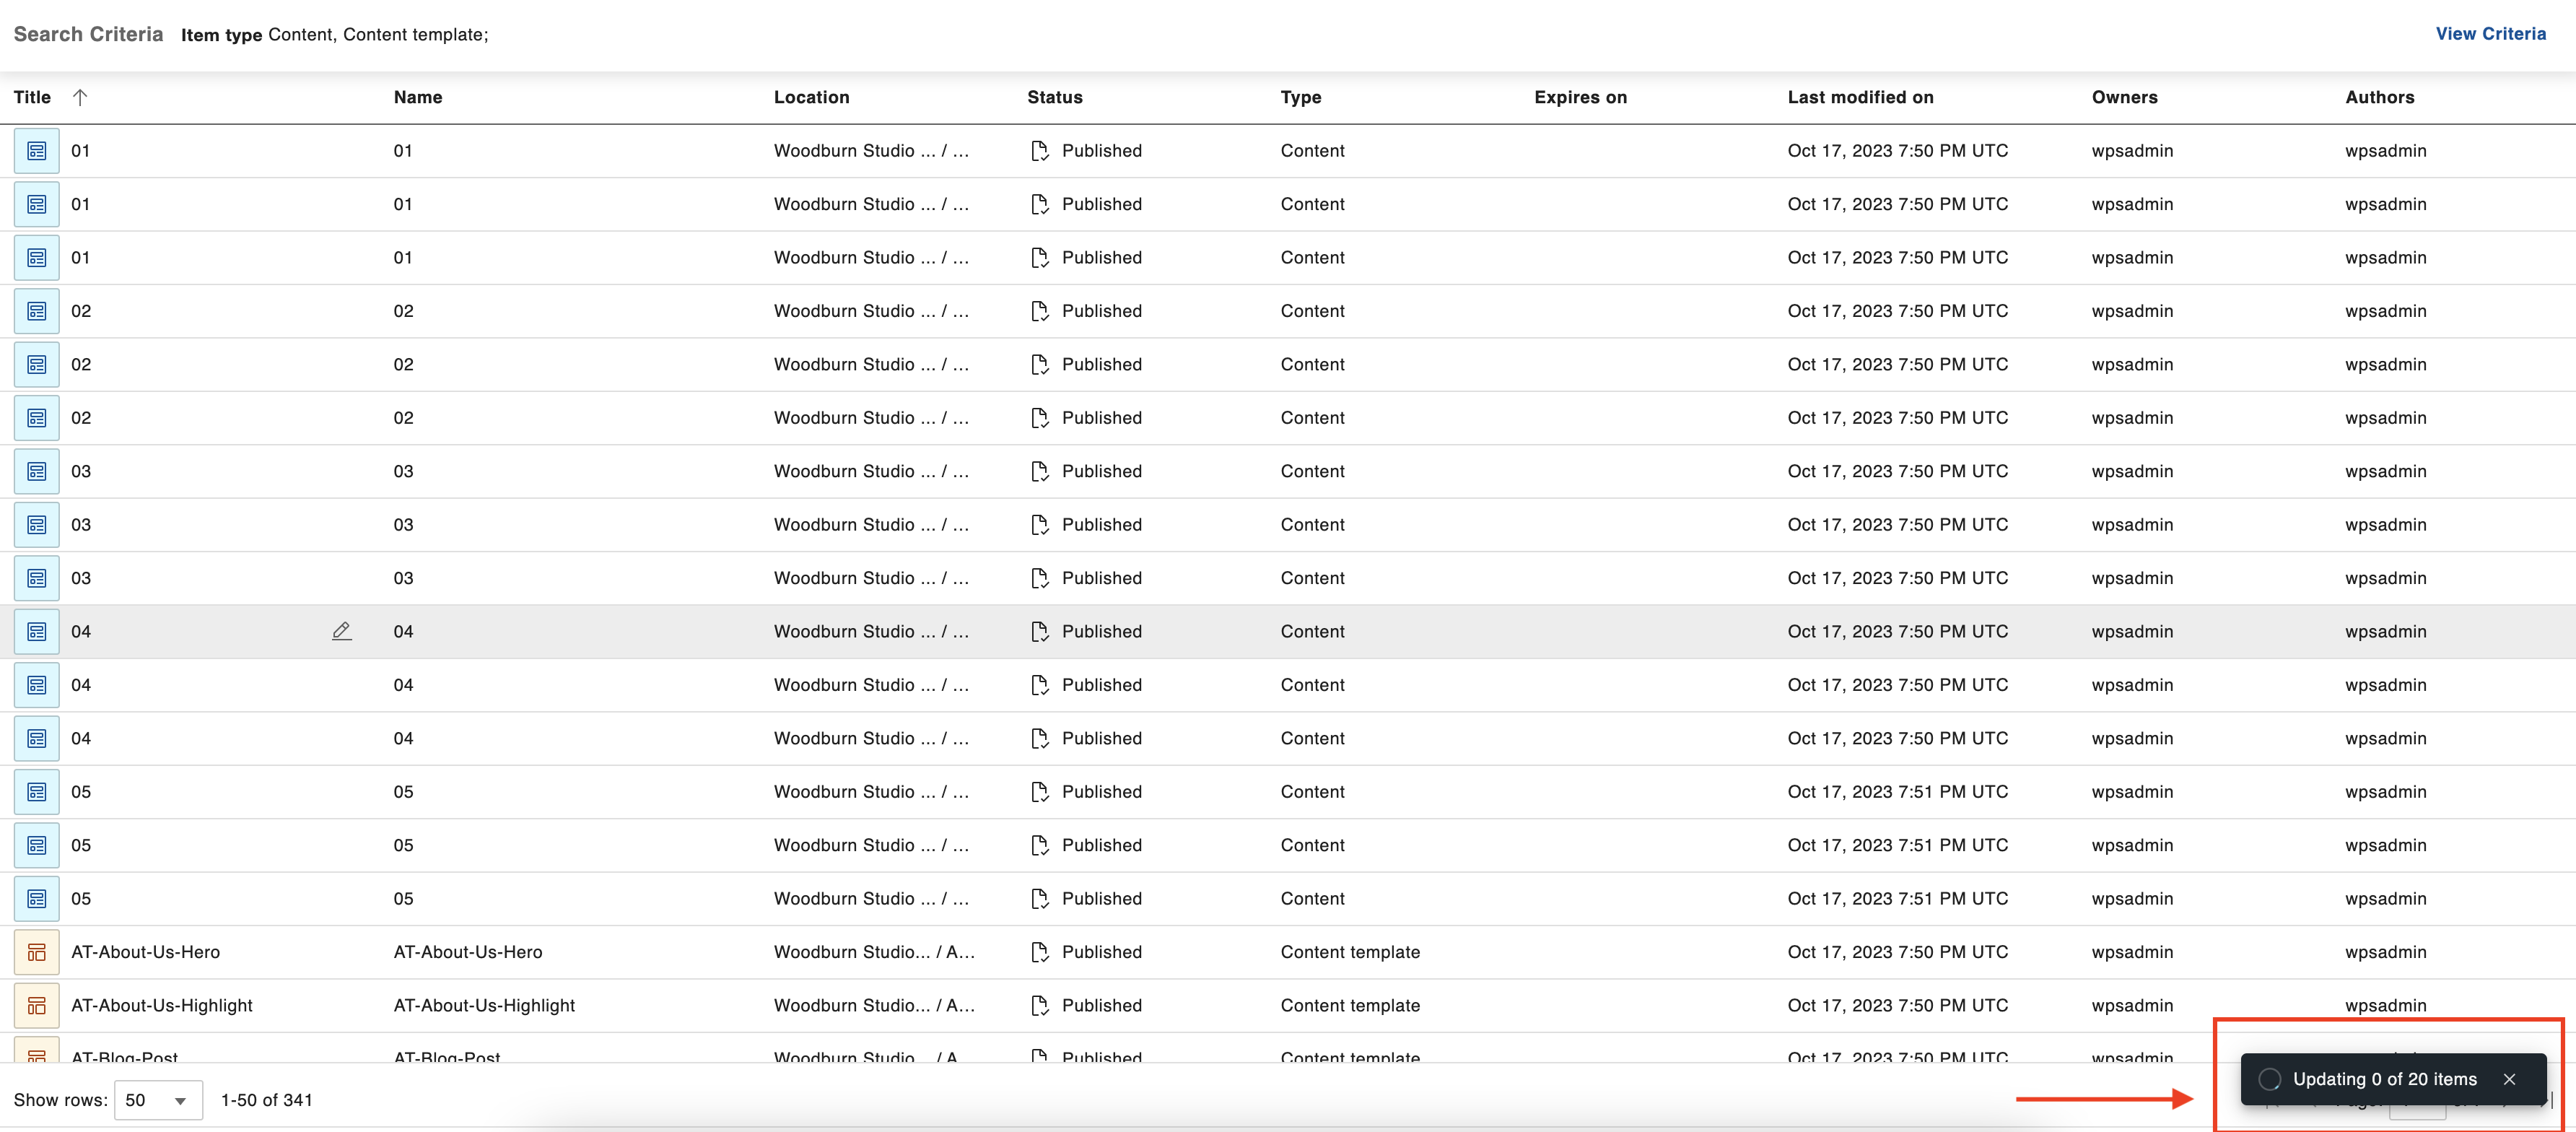 Search Criteria Item type Content, Content template; View Criteria
Title Name Location Status Type Expires on Last modified on Owners Authors
01 01 Woodburn Studio ... / ... Published Content Oct 17, 2023 7:50 PM UTC wpsadmin wpsadmin
01 01 Woodburn Studio ... / ... Published Content Oct 17, 2023 7:50 PM UTC wpsadmin wpsadmin
01 01 Woodburn Studio ... / ... Published Content Oct 17, 2023 7:50 PM UTC wpsadmin wpsadmin
02 02 Woodburn Studio ... / ... Published Content Oct 17, 2023 7:50 PM UTC wpsadmin wpsadmin
02 02 Woodburn Studio ... / ... Published Content Oct 17, 2023 7:50 PM UTC wpsadmin wpsadmin
02 02 Woodburn Studio ... / ... Published Content Oct 17, 2023 7:50 PM UTC wpsadmin wpsadmin
03 03 Woodburn Studio ... / ... Published Content Oct 17, 2023 7:50 PM UTC wpsadmin wpsadmin
03 03 Woodburn Studio ... / ... Published Content Oct 17, 2023 7:50 PM UTC wpsadmin wpsadmin
03 03 Woodburn Studio ... / ... Published Content Oct 17, 2023 7:50 PM UTC wpsadmin wpsadmin
04 04 Woodburn Studio ... / ... Published Content Oct 17, 2023 7:50 PM UTC wpsadmin wpsadmin
04 04 Woodburn Studio ... / ... Published Content Oct 17, 2023 7:50 PM UTC wpsadmin wpsadmin
04 04 Woodburn Studio ... / ... Published Content Oct 17, 2023 7:50 PM UTC wpsadmin wpsadmin
05 05 Woodburn Studio ... / ... Published Content Oct 17, 2023 7:51 PM UTC wpsadmin wpsadmin
05 05 Woodburn Studio ... / ... Published Content Oct 17, 2023 7:51 PM UTC wpsadmin wpsadmin
05 05 Woodburn Studio ... / ... Published Content Oct 17, 2023 7:51 PM UTC wpsadmin wpsadmin
AT-About-Us-Hero AT-About-Us-Hero Woodburn Studio... / A... Published Content template Oct 17, 2023 7:50 PM UTC wpsadmin wpsadmin
AT-About-Us-Highlight AT-About-Us-Highlight Woodburn Studio... / A... Published Content template Oct 17, 2023 7:50 PM UTC wpsadmin wpsadmin
AT-Blog-Post AT-Blog-Post Woodburn Studio... / A... Published Content template Oct 17, 2023 7:50 PM UTC wpsadmin
Updating 0 of 20 items
Show rows: 50 1-50 of 341